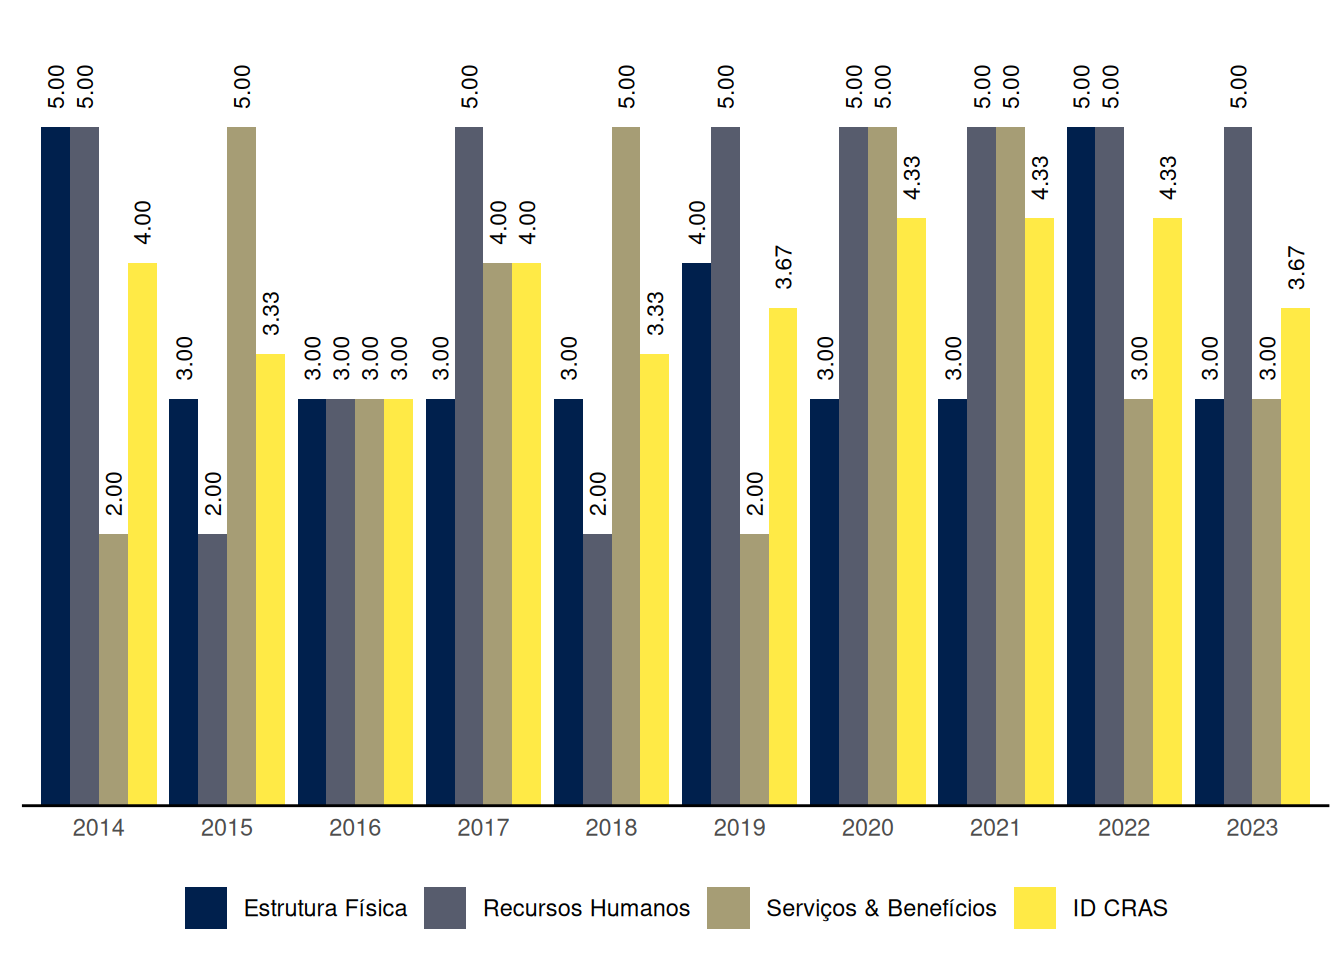 5.00 5.00 2.00 4.00
3.00 2.00 5.00 3.33
3.00 3.00 3.00 3.00
3.00 5.00 4.00 4.00
3.00 2.00 5.00 3.33
4.00 5.00 2.00 3.67
3.00 5.00 5.00 4.33
3.00 5.00 5.00 4.33
5.00 5.00 3.00 4.33
3.00 5.00 3.00 3.67
2014 2015 2016 2017 2018 2019 2020 2021 2022 2023
Estrutura Física Recursos Humanos Serviços & Benefícios ID CRAS